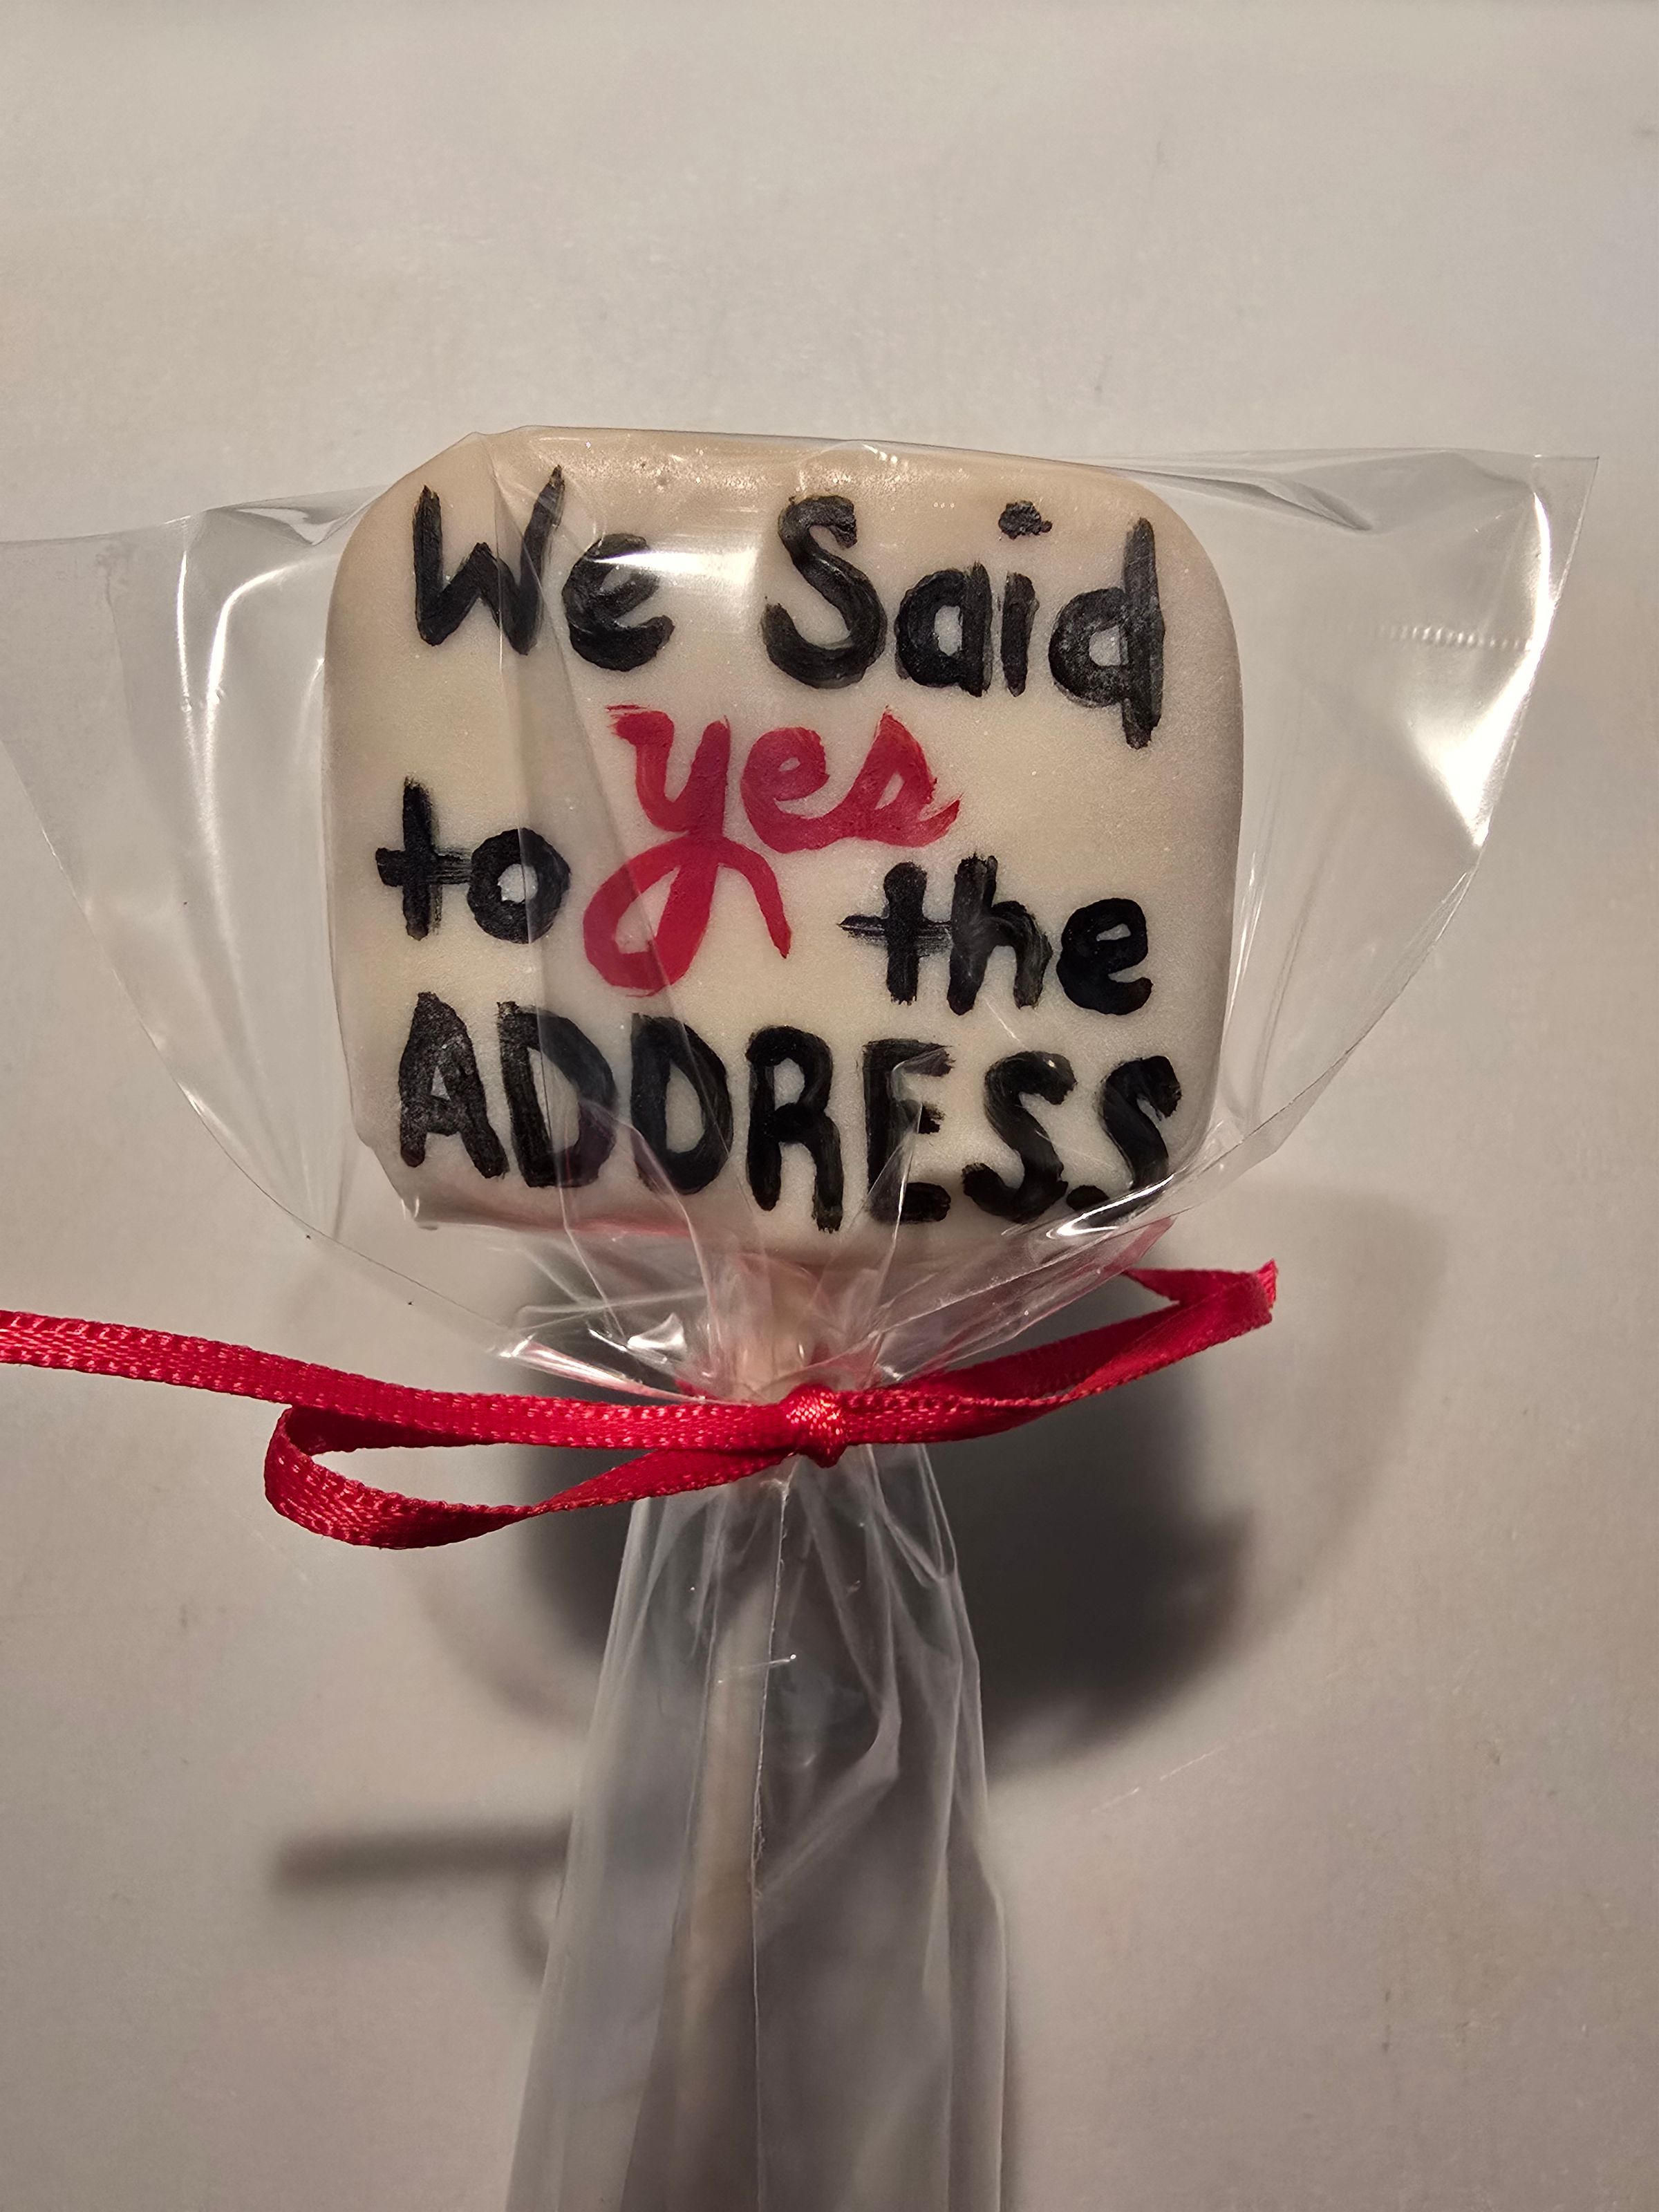 We Said
yes
to the
ADDRESS